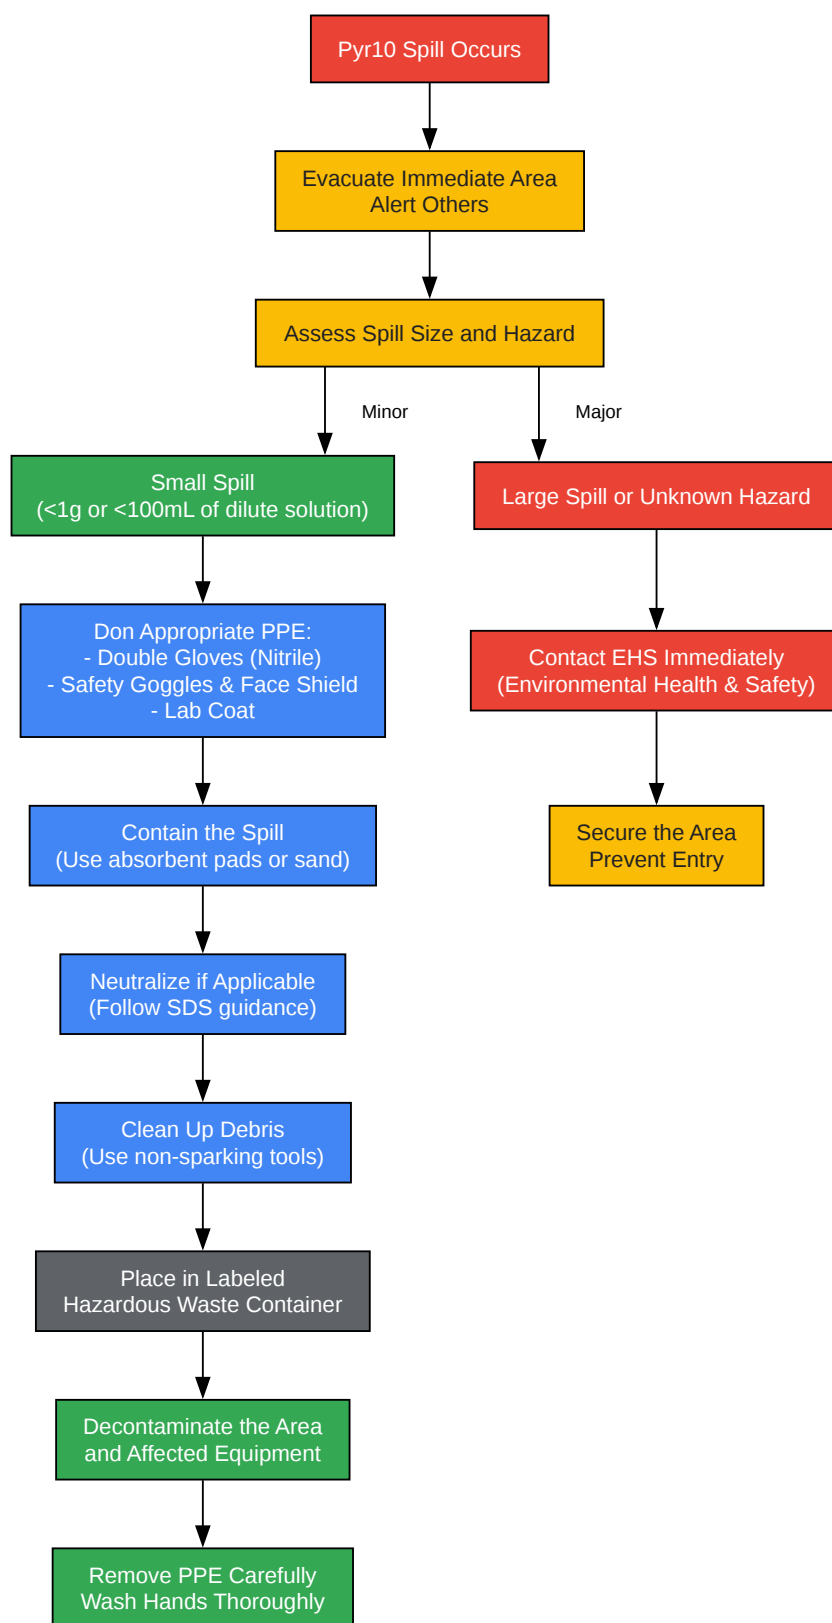 Pyr10 Spill Occurs
Evacuate Immediate Area
Alert Others
Assess Spill Size and Hazard
Minor
Major
Small Spill
(<1g or <100mL of dilute solution)
Large Spill or Unknown Hazard
Don Appropriate PPE:
- Double Gloves (Nitrile)
- Safety Goggles & Face Shield
- Lab Coat
Contact EHS Immediately
(Environmental Health & Safety)
Contain the Spill
(Use absorbent pads or sand)
Secure the Area
Prevent Entry
Neutralize if Applicable
(Follow SDS guidance)
Clean Up Debris
(Use non-sparking tools)
Place in Labeled
Hazardous Waste Container
Decontaminate the Area
and Affected Equipment
Remove PPE Carefully
Wash Hands Thoroughly